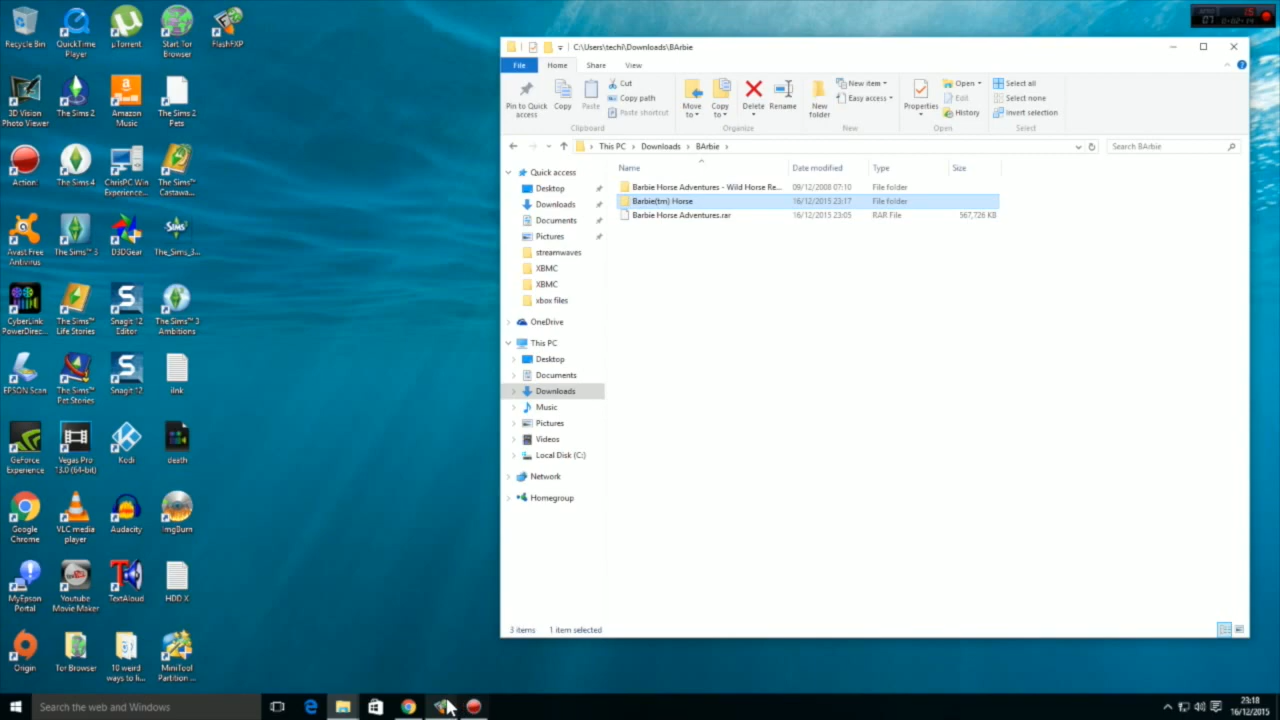 Recycle Bin
QuickTime
Player
µTorrent
Start Tor
Browser
FlashFXP
3D Vision
Photo Viewer
The Sims 2
Amazon
Music
The Sims 2
Pets
Action!
The Sims 4
ChrisPC Win
Experience...
The Sims™
Castawa...
Avast Free
Antivirus
The Sims™ 3
D3DGear
The_Sims_3...
CyberLink
PowerDirec...
The Sims™
Life Stories
Snagit 12
Editor
The Sims™ 3
Ambitions
EPSON Scan
The Sims™
Pet Stories
Snagit 12
GeForce
Experience
Vegas Pro
13.0 (64-bit)
Kodi
death
Google
Chrome
VLC media
player
Audacity
ImgBurn
MyEpson
Portal
Youtube
Movie Maker
TextAloud
HDD X
Origin
Tor Browser
10 weird
ways to li...
MiniTool
Partition ...
C:\Users\techi\Downloads\BArbie
File
Home
Share
View
Pin to Quick
access
Copy
Paste
Cut
Copy path
Paste shortcut
Clipboard
Move
to
Copy
to
Delete
Rename
Organize
New
folder
New item
Easy access
New
Properties
Open
Edit
History
Open
Select all
Select none
Invert selection
Select
This PC > Downloads > BArbie >
Search BArbie
Name
Date modified
Type
Size
Barbie Horse Adventures - Wild Horse Re... 09/12/2008 07:10 File folder
Barbie(tm) Horse 16/12/2015 23:17 File folder
Barbie Horse Adventures.rar 16/12/2015 23:05 RAR File 567,726 KB
Quick access
Desktop
Downloads
Documents
Pictures
streamwaves
XBMC
XBMC
xbox files
OneDrive
This PC
Desktop
Documents
Downloads
Music
Pictures
Videos
Local Disk (C:)
Network
Homegroup
3 items 1 item selected
Search the web and Windows
23:18
16/12/2015